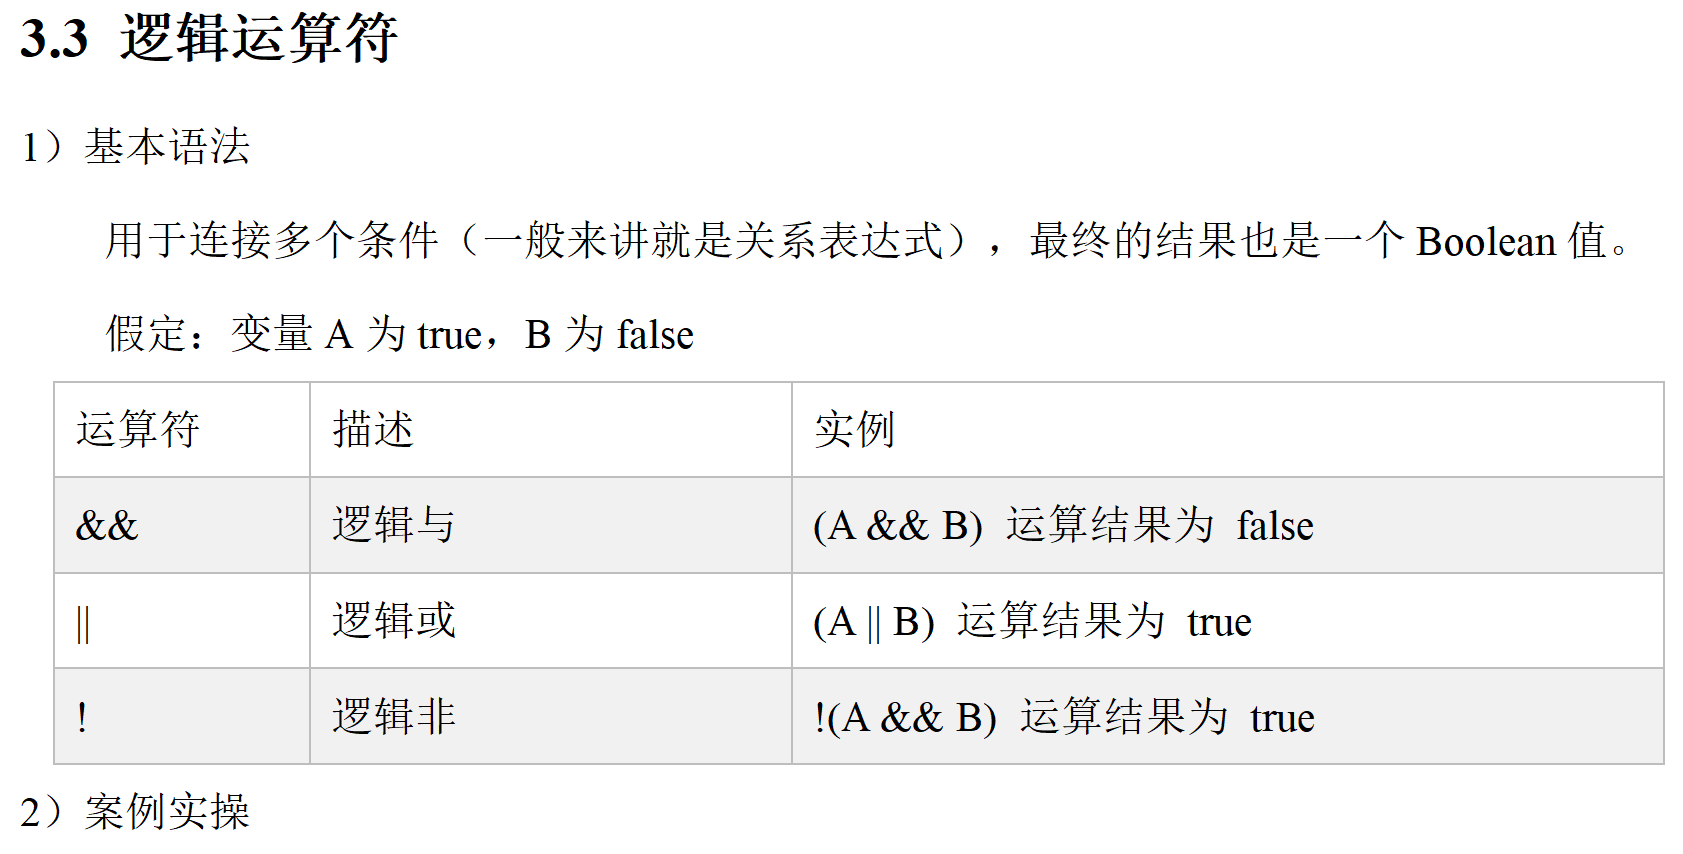 3.3 逻辑运算符
1）基本语法
用于连接多个条件（一般来讲就是关系表达式），最终的结果也是一个 Boolean 值。
假定：变量 A 为 true，B 为 false
运算符 描述 实例
&& 逻辑与 (A && B) 运算结果为 false
|| 逻辑或 (A || B) 运算结果为 true
! 逻辑非 !(A && B) 运算结果为 true
2）案例实操